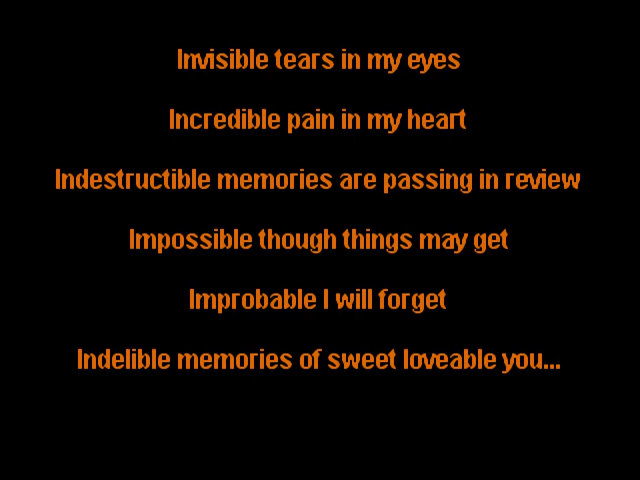 Invisible tears in my eyes
Incredible pain in my heart
Indestructible memories are passing in review
Impossible though things may get
Improbable I will forget
Indelible memories of sweet loveable you...